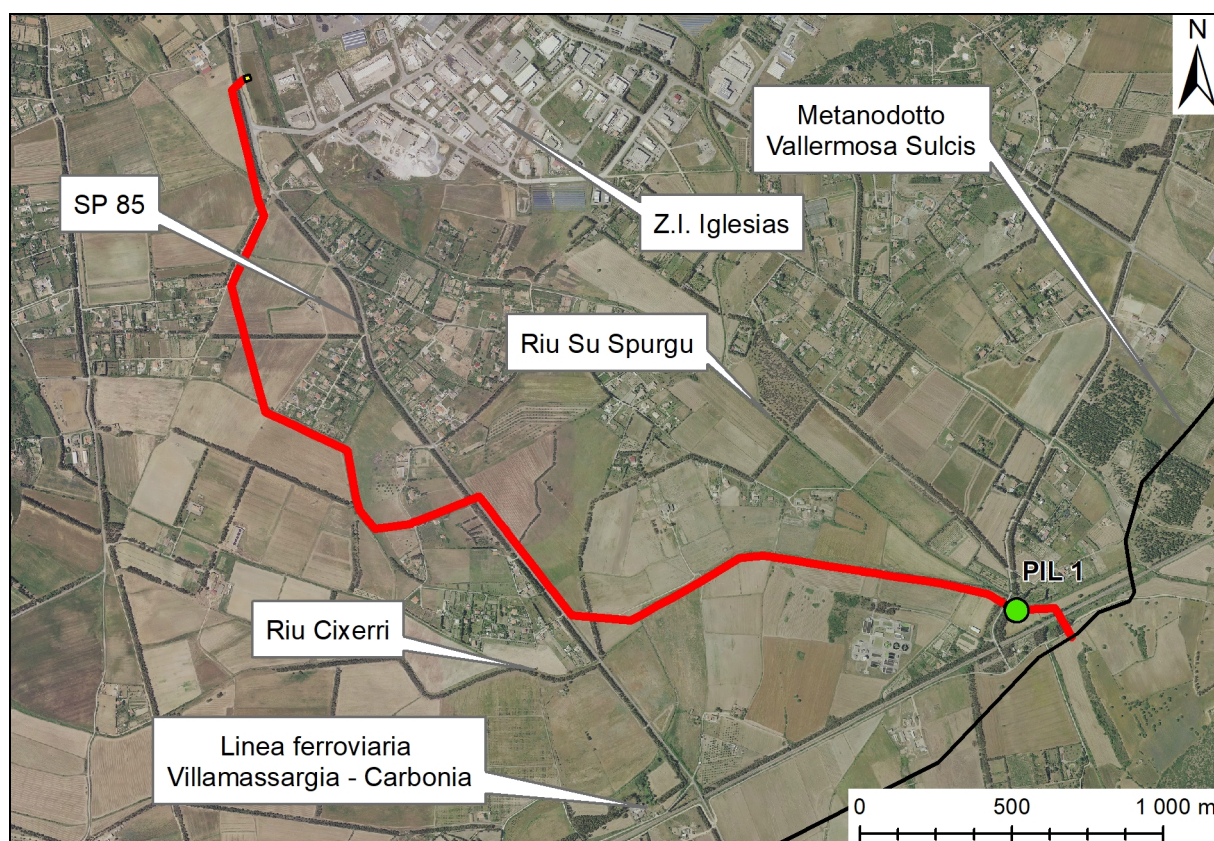 N
Metanodotto
Vallermosa Sulcis
SP 85
Z.I. Iglesias
Riu Su Spurgu
PIL 1
Riu Cixerri
Linea ferroviaria
Villamassargia - Carbonia
0 500 1 000 m